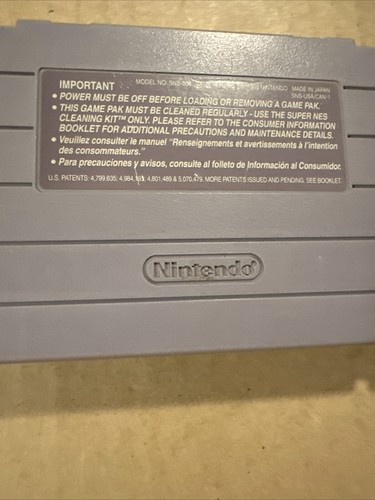 IMPORTANT
MODEL NO. SNS-006 NINTENDO MADE IN JAPAN
SNS-USA/CAN-1
• POWER MUST BE OFF BEFORE LOADING OR REMOVING A GAME PAK.
• THIS GAME PAK MUST BE CLEANED REGULARLY - USE THE SUPER NES
CLEANING KIT™ ONLY. PLEASE REFER TO THE CONSUMER INFORMATION
BOOKLET FOR ADDITIONAL PRECAUTIONS AND MAINTENANCE DETAILS.
• Veuillez consulter le manuel "Renseignements et avertissements à l'intention
des consommateurs."
• Para precauciones y avisos, consulte al folleto de Información al Consumidor.
U.S. PATENTS: 4,799,635; 4,984,193; 4,801,489 & 5,070,479. MORE PATENTS ISSUED AND PENDING, SEE BOOKLET.
Nintendo®